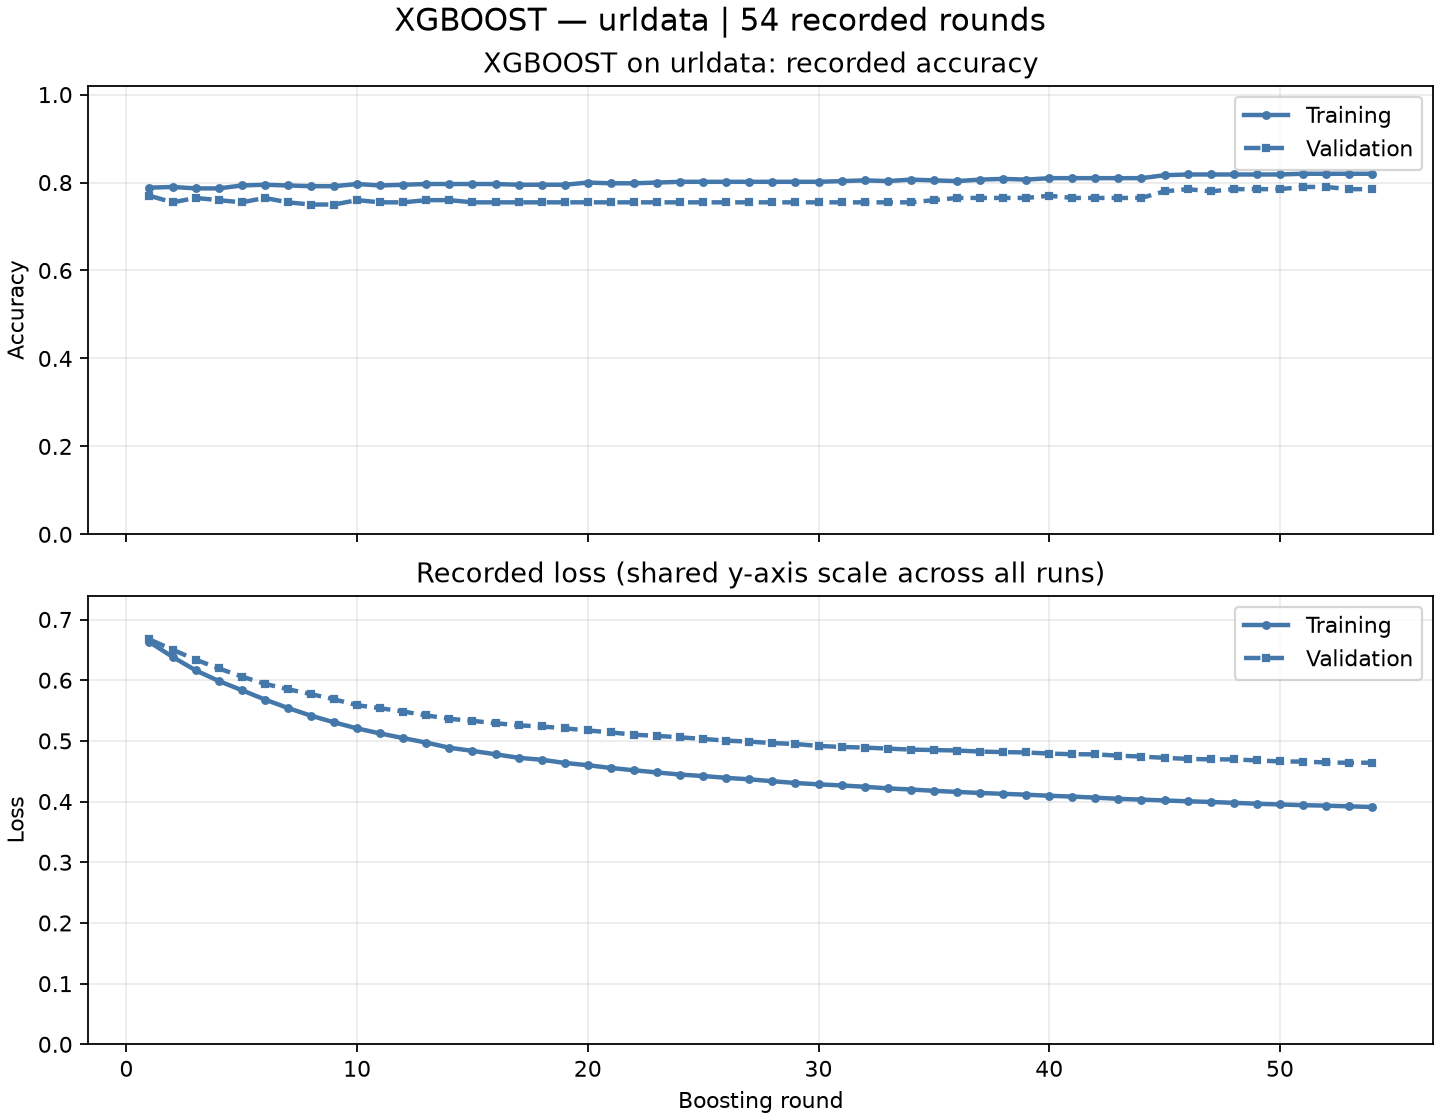 XGBOOST — urldata | 54 recorded rounds
XGBOOST on urldata: recorded accuracy
Accuracy
1.0
0.8
0.6
0.4
0.2
0.0
Training
Validation
Recorded loss (shared y-axis scale across all runs)
Loss
0.7
0.6
0.5
0.4
0.3
0.2
0.1
0.0
Training
Validation
0 10 20 30 40 50
Boosting round